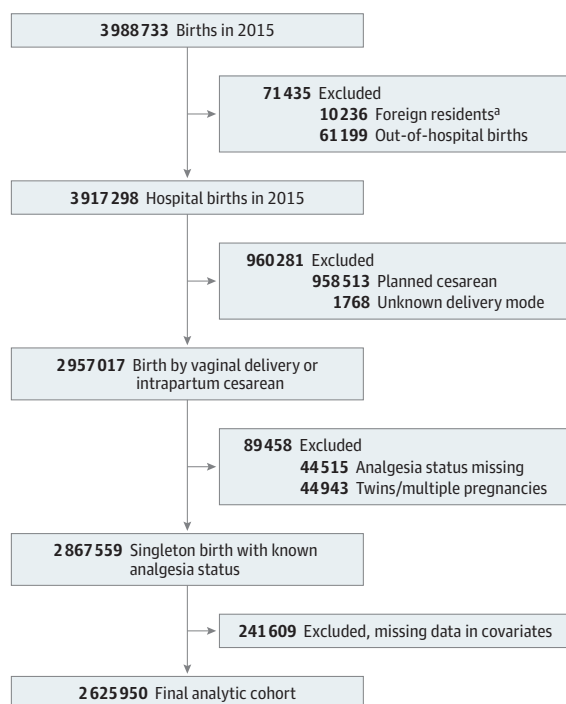 3988733 Births in 2015
71435 Excluded
10236 Foreign residentsa
61199 Out-of-hospital births
3917298 Hospital births in 2015
960281 Excluded
958513 Planned cesarean
1768 Unknown delivery mode
2957017 Birth by vaginal delivery or
intrapartum cesarean
89458 Excluded
44515 Analgesia status missing
44943 Twins/multiple pregnancies
2867559 Singleton birth with known
analgesia status
241609 Excluded, missing data in covariates
2625950 Final analytic cohort